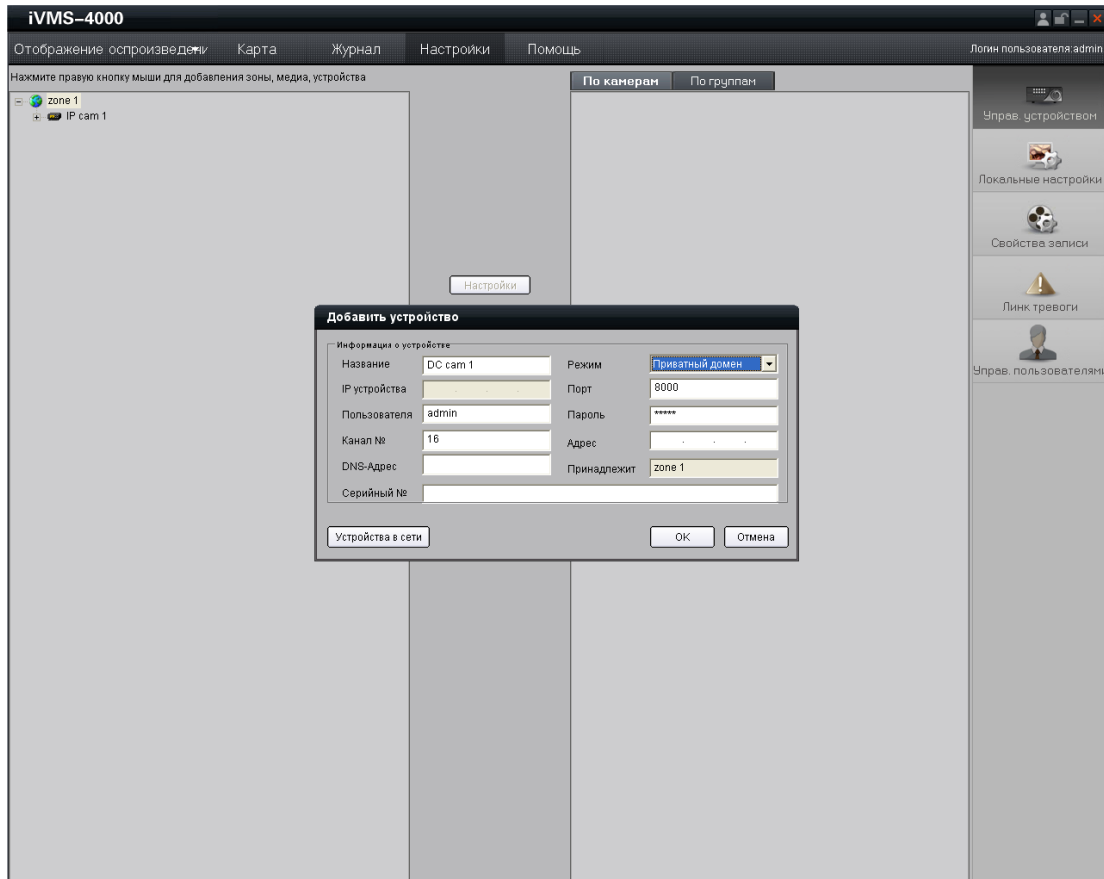 iVMS-4000
Отображение оспроизведени Карта Журнал Настройки Помощь Логин пользователя:admin
Нажмите правую кнопку мыши для добавления зоны, медиа, устройства
По камерам По группам
zone 1
IP cam 1
Управ. устройством
Локальные настройки
Свойства записи
Линк тревоги
Управ. пользователями
Настройки
Добавить устройство
Информация о устройстве
Название DC cam 1 Режим Приватный домен
IP устройства Порт 8000
Пользователя admin Пароль *****
Канал № 16 Адрес
DNS-Адрес Принадлежит zone 1
Серийный №
Устройства в сети OK Отмена